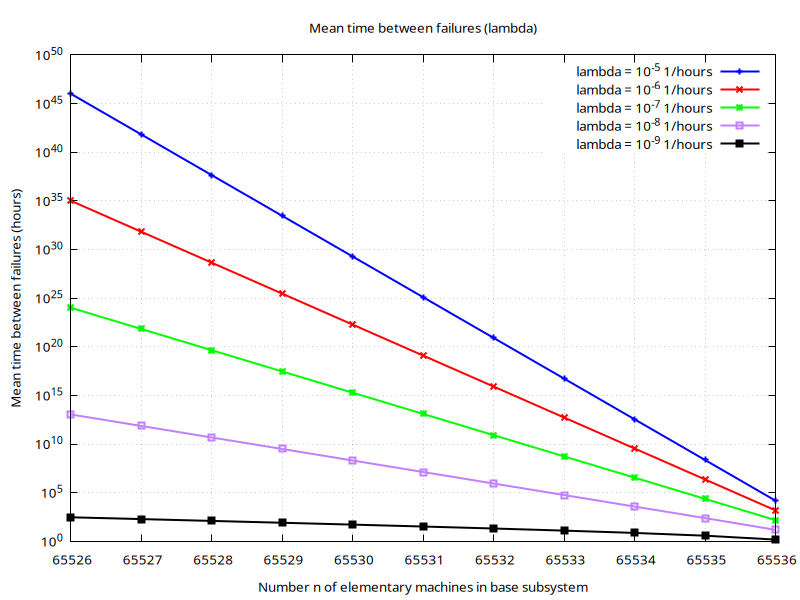 Mean time between failures (lambda)
lambda = 10^-5 1/hours
lambda = 10^-6 1/hours
lambda = 10^-7 1/hours
lambda = 10^-8 1/hours
lambda = 10^-9 1/hours
Mean time between failures (hours)
10^50
10^45
10^40
10^35
10^30
10^25
10^20
10^15
10^10
10^5
10^0
65526 65527 65528 65529 65530 65531 65532 65533 65534 65535 65536
Number n of elementary machines in base subsystem